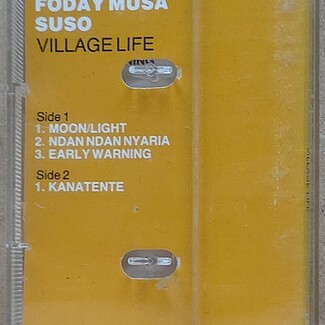 FODAY MUSA
SUSO
VILLAGE LIFE
Side 1
1. MOON/LIGHT
2. NDAN NDAN NYARIA
3. EARLY WARNING
Side 2
1. KANATENTE